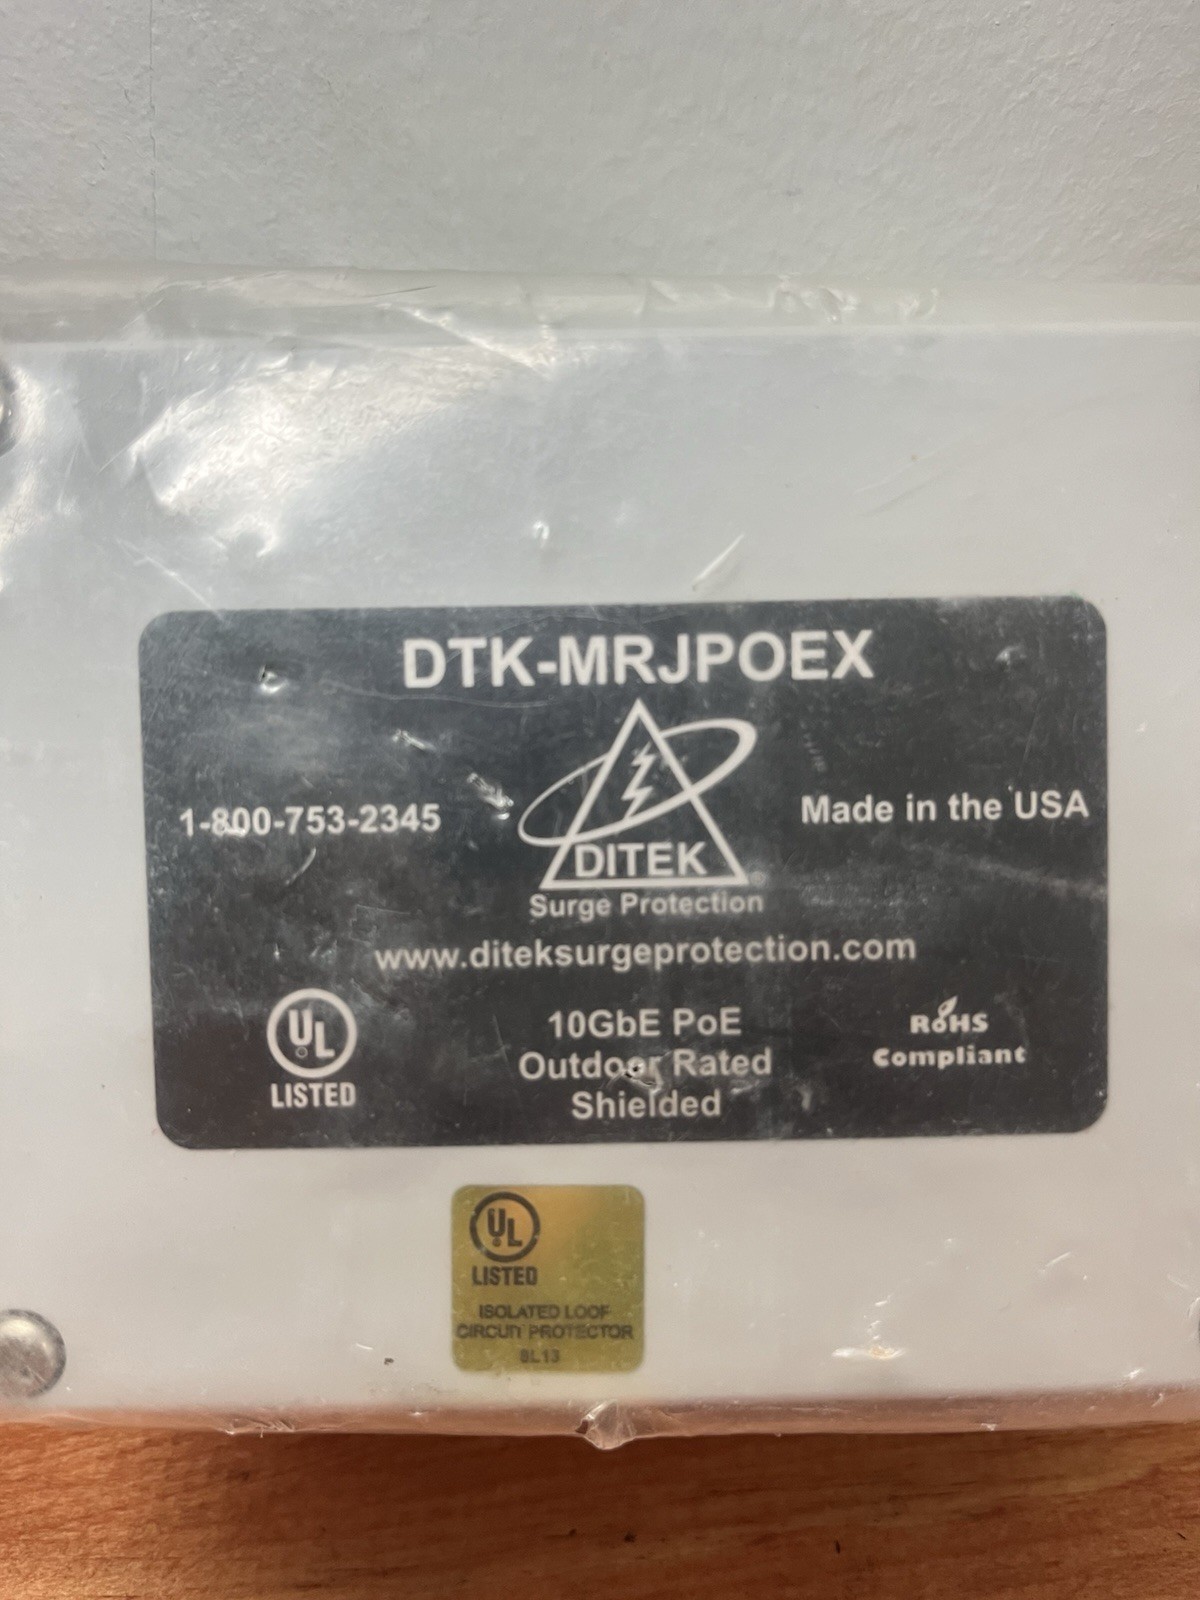 DTK-MRJPOEX
1-800-753-2345
DITEK
®
Surge Protection
Made in the USA
www.diteksurgeprotection.com
UL
LISTED
10GbE PoE
Outdoor Rated
Shielded
RoHS
Compliant
UL
LISTED
ISOLATED LOOP
CIRCUIT PROTECTOR